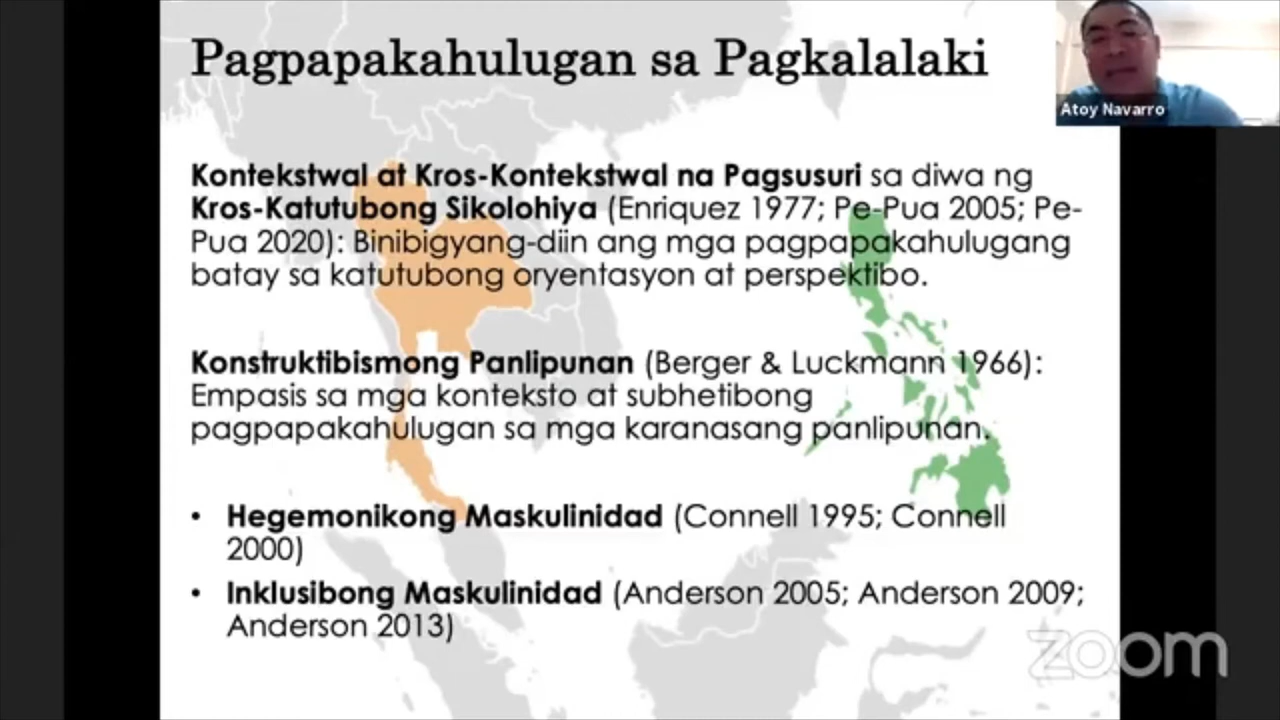 Pagpapakahulugan sa Pagkalalaki
Atoy Navarro
Kontekstwal at Kros-Kontekstwal na Pagsusuri sa diwa ng
Kros-Katutubong Sikolohiya (Enriquez 1977; Pe-Pua 2005; Pe-
Pua 2020): Binibigyang-diin ang mga pagpapakahulugang
batay sa katutubong oryentasyon at perspektibo.
Konstruktibismong Panlipunan (Berger & Luckmann 1966):
Empasis sa mga konteksto at subhetibong
pagpapakahulugan sa mga karanasang panlipunan.
• Hegemonikong Maskulinidad (Connell 1995; Connell
2000)
• Inklusibong Maskulinidad (Anderson 2005; Anderson 2009;
Anderson 2013)
zoom